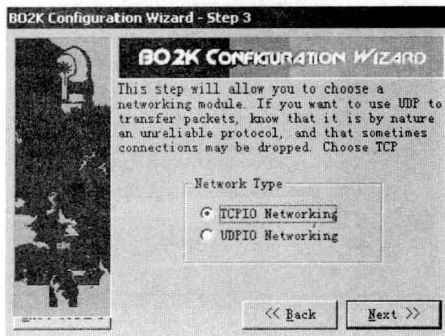 BO2K Configuration Wizard - Step 3
BO2K CONFIGURATION WIZARD
This step will allow you to choose a
networking module. If you want to use UDP to
transfer packets, know that it is by nature
an unreliable protocol, and that sometimes
connections may be dropped. Choose TCP
Network Type
TCPIO Networking
UDPIO Networking
<< Back
Next >>